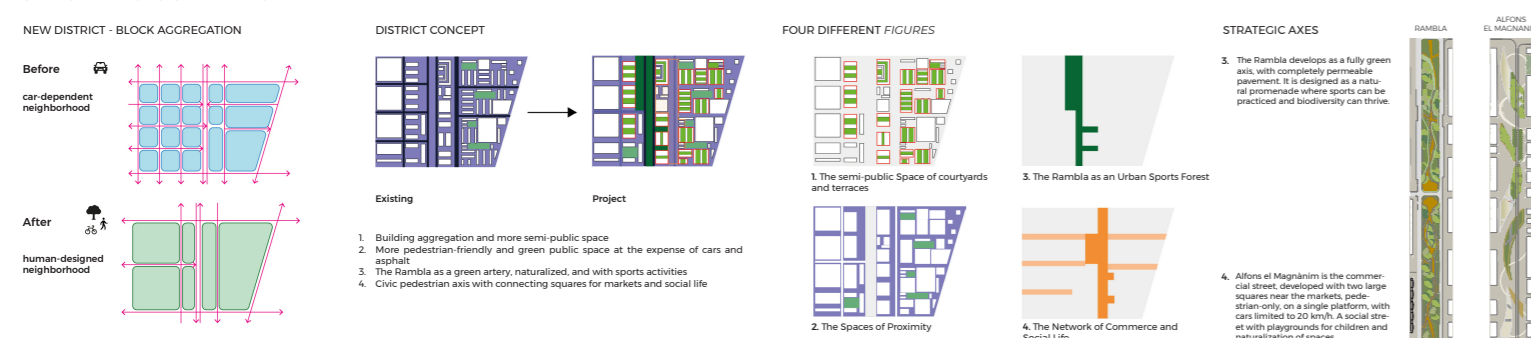 NEW DISTRICT - BLOCK AGGREGATION
Before
car-dependent
neighborhood
After
human-designed
neighborhood
DISTRICT CONCEPT
Existing
Project
1. Building aggregation and more semi-public space
2. More pedestrian-friendly and green public space at the expense of cars and
asphalt
3. The Rambla as a green artery, naturalized, and with sports activities
4. Civic pedestrian axis with connecting squares for markets and social life
FOUR DIFFERENT FIGURES
1. The semi-public Space of courtyards
and terraces
3. The Rambla as an Urban Sports Forest
2. The Spaces of Proximity
4. The Network of Commerce and
Social Life
STRATEGIC AXES
3. The Rambla develops as a fully green
axis, with completely permeable
pavement. It is designed as a natu-
ral promenade where sports can be
practiced and biodiversity can thrive.
4. Alfons el Magnànim is the commer-
cial street, developed with two large
squares near the markets, pede-
strian-only, on a single platform, with
cars limited to 20 km/h. A social stre-
et with playgrounds for children and
naturalization of spaces
RAMBLA
ALFONS
EL MAGNANI